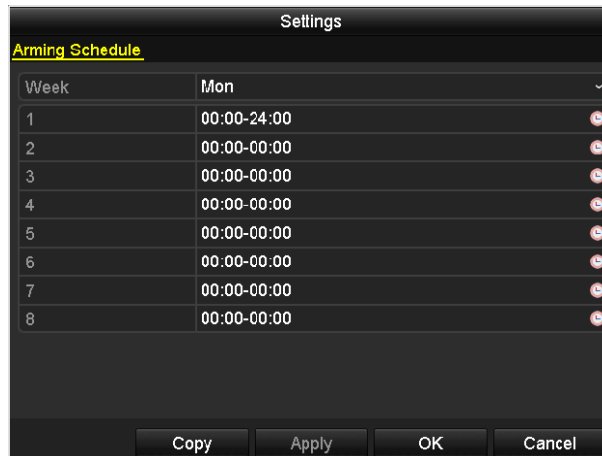 Settings
Arming Schedule
Week Mon
1 00:00-24:00
2 00:00-00:00
3 00:00-00:00
4 00:00-00:00
5 00:00-00:00
6 00:00-00:00
7 00:00-00:00
8 00:00-00:00
Copy Apply OK Cancel